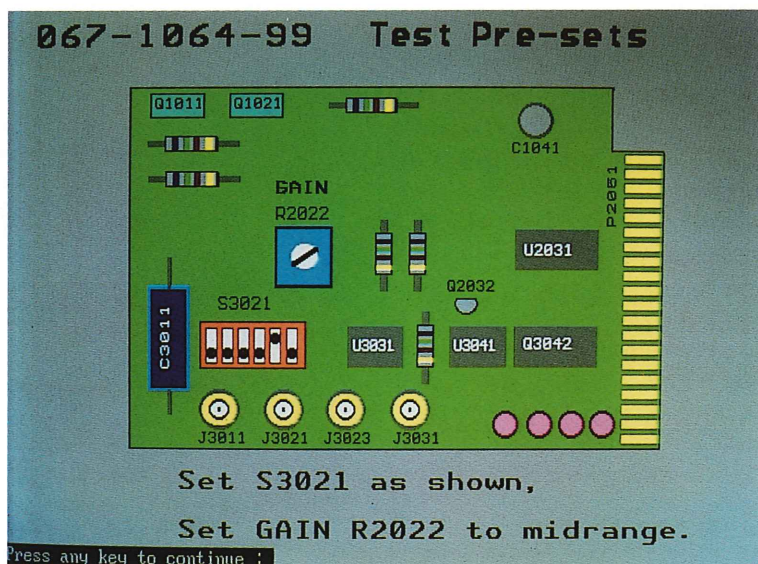 067-1064-99 Test Pre-sets
Q1011 Q1021
C1041
P2051
GAIN
R2022
U2031
Q2032
S3021
C3011
U3031 U3041 Q3042
J3011 J3021 J3023 J3031
Set S3021 as shown,
Set GAIN R2022 to midrange.
Press any key to continue :